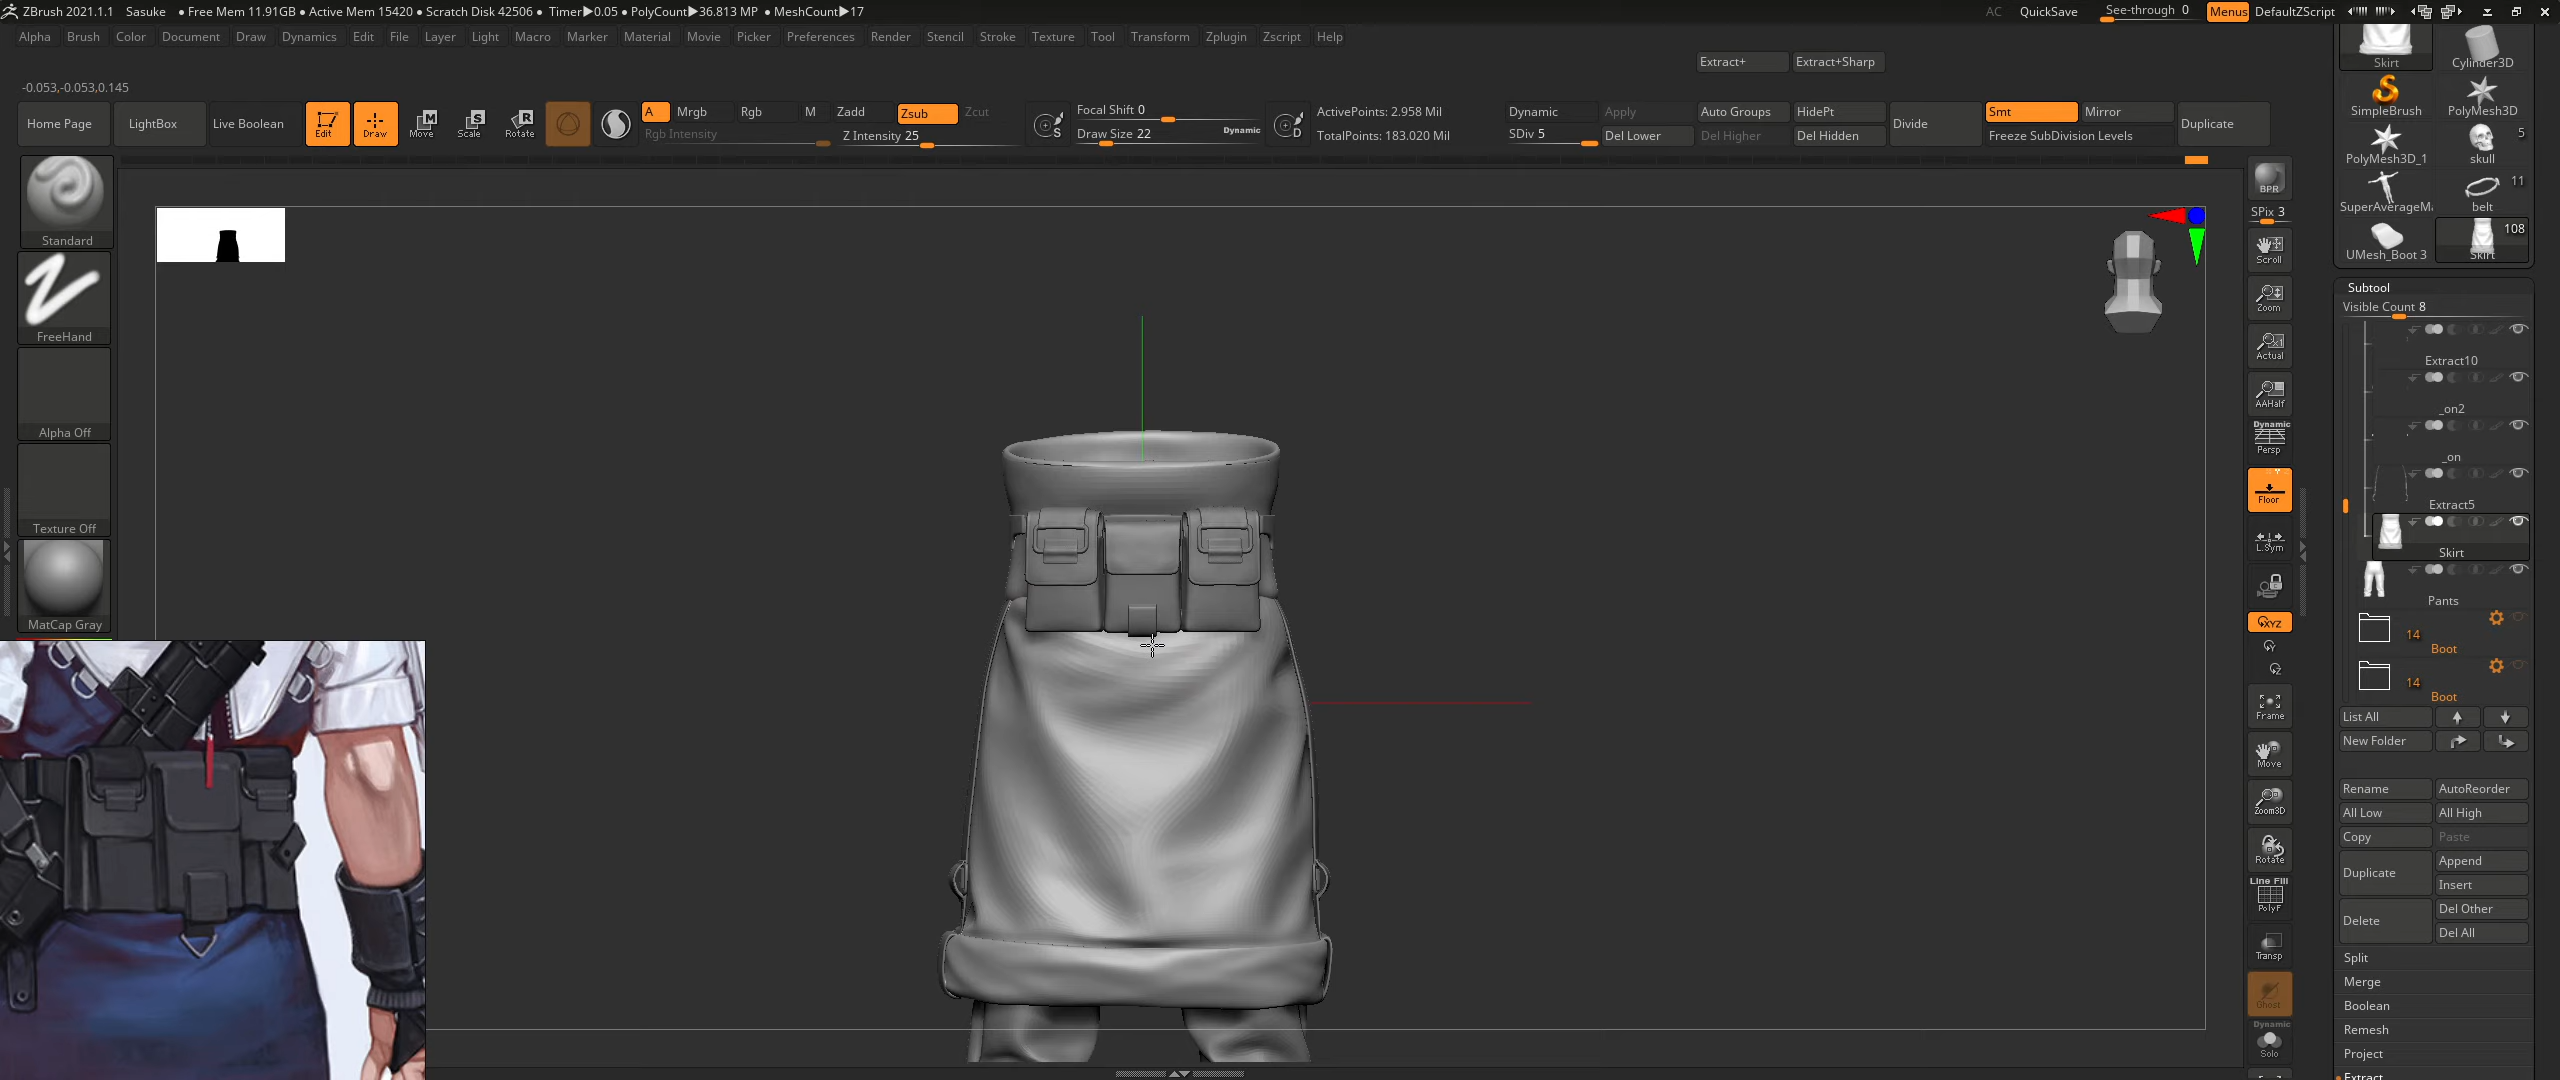 ZBrush 2021.1.1 Sasuke • Free Mem 11.91GB • Active Mem 15420 • Scratch Disk 42506 • Timer▶0.05 • PolyCount▶36.813 MP • MeshCount▶17 AC QuickSave See-through 0 Menus DefaultZScript
Alpha Brush Color Document Draw Dynamics Edit File Layer Light Macro Marker Material Movie Picker Preferences Render Stencil Stroke Texture Tool Transform Zplugin Zscript Help
Extract+ Extract+Sharp
-0.053,-0.053,0.145
Home Page LightBox Live Boolean Edit Draw Move Scale Rotate
A Mrgb Rgb M Zadd Zsub Zcut
Rgb Intensity Z Intensity 25
Focal Shift 0
Draw Size 22 Dynamic
ActivePoints: 2.958 Mil
TotalPoints: 183.020 Mil
Dynamic Apply Auto Groups HidePt
SDiv 5 Del Lower Del Higher Del Hidden
Divide Smt Mirror
Freeze SubDivision Levels
Duplicate
Standard
FreeHand
Alpha Off
Texture Off
MatCap Gray
BPR
SPix 3
Scroll
Zoom
Actual
AAHalf
Dynamic
Persp
Floor
L.Sym
XYZ
Frame
Move
Zoom3D
Rotate
Line Fill
PolyF
Transp
Ghost
Dynamic
Solo
Skirt Cylinder3D
SimpleBrush PolyMesh3D
5
PolyMesh3D_1 skull
11
SuperAverageM belt
108
UMesh_Boot 3 Skirt
Subtool
Visible Count 8
Extract10
_on2
_on
Extract5
Skirt
Pants
14
Boot
14
Boot
List All
New Folder
Rename AutoReorder
All Low All High
Copy Paste
Duplicate Append
Insert
Delete Del Other
Del All
Split
Merge
Boolean
Remesh
Project
Extract